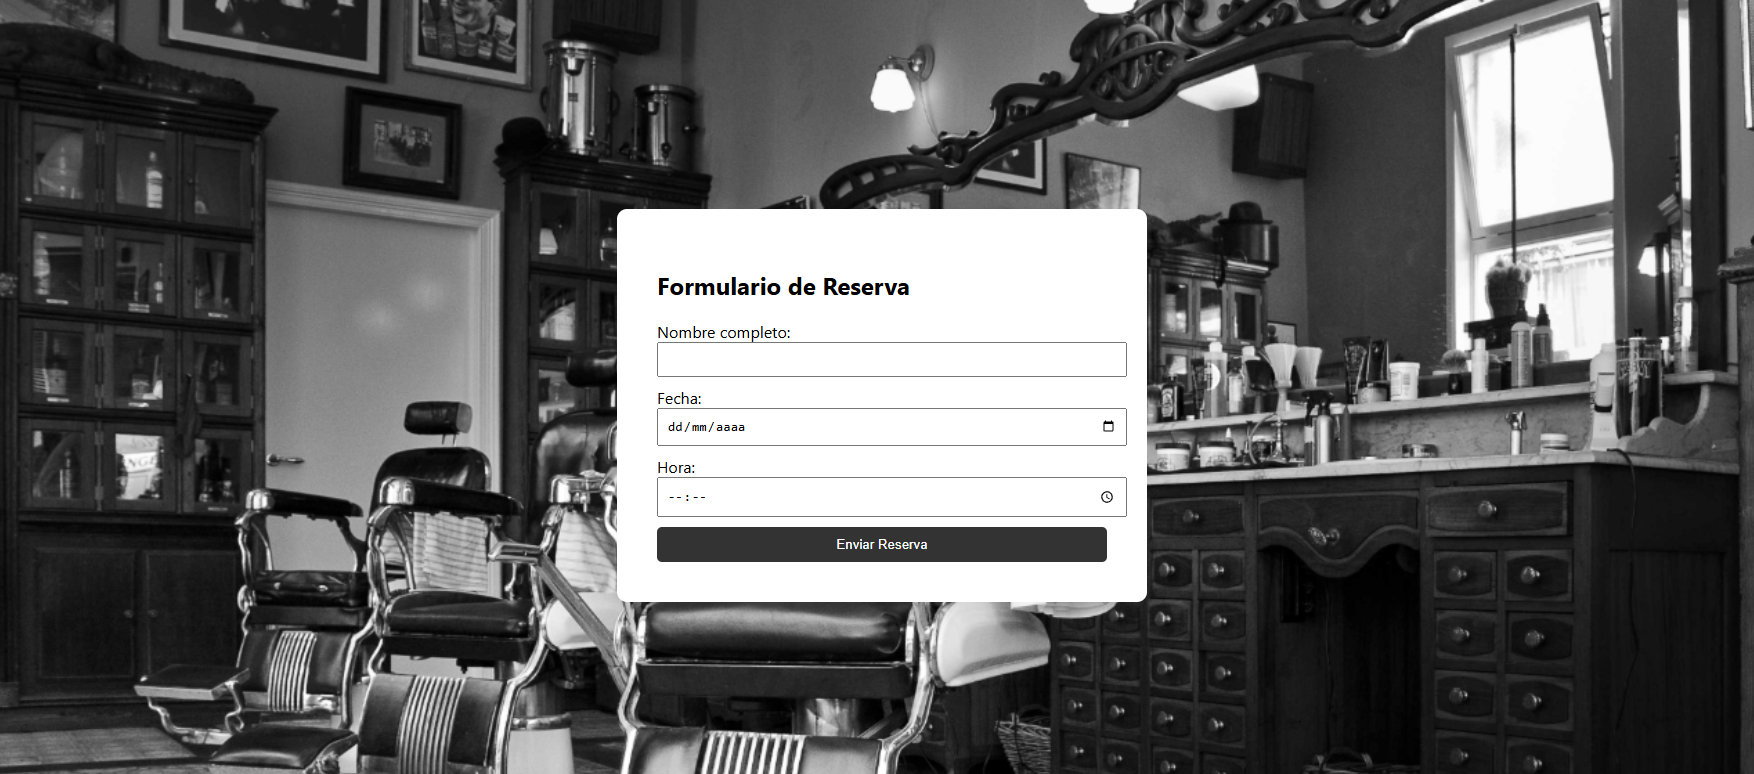 Formulario de Reserva
Nombre completo:
Fecha:
dd/mm/aaaa
Hora:
--:--
Enviar Reserva